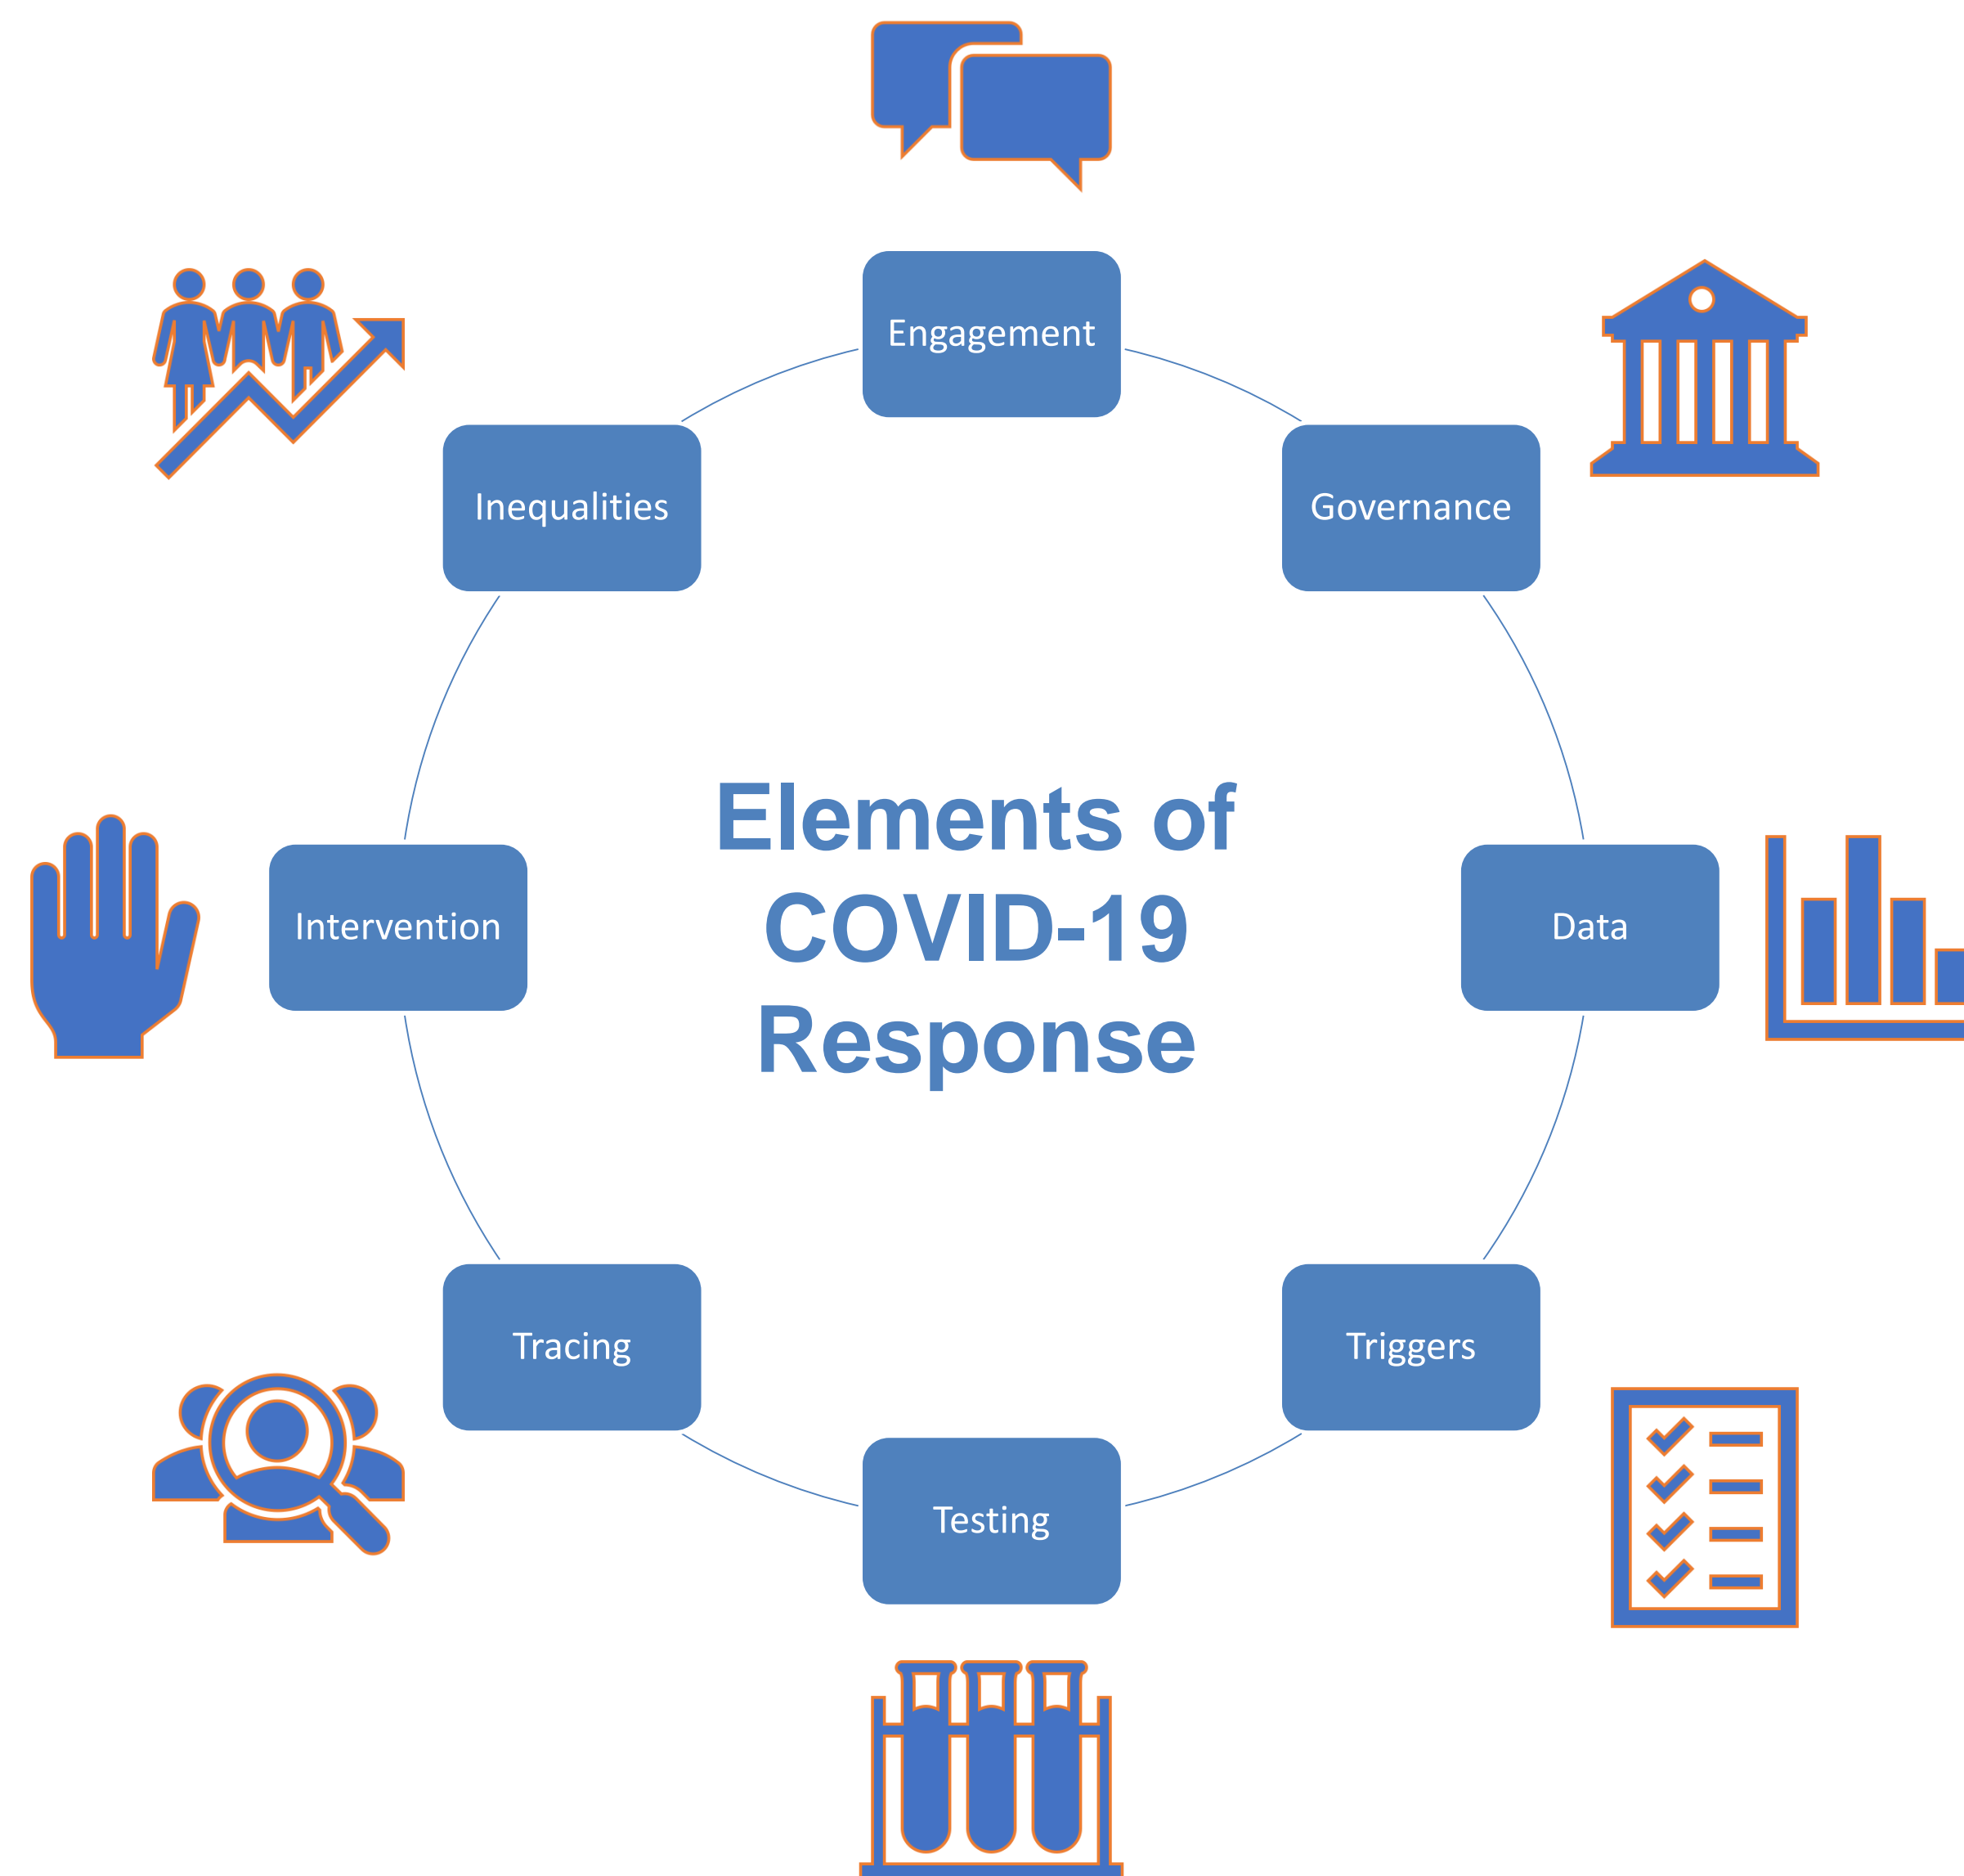 Engagement
Inequalities
Governance
Elements of
COVID-19
Response
Intervention
Data
Tracing
Triggers
Testing